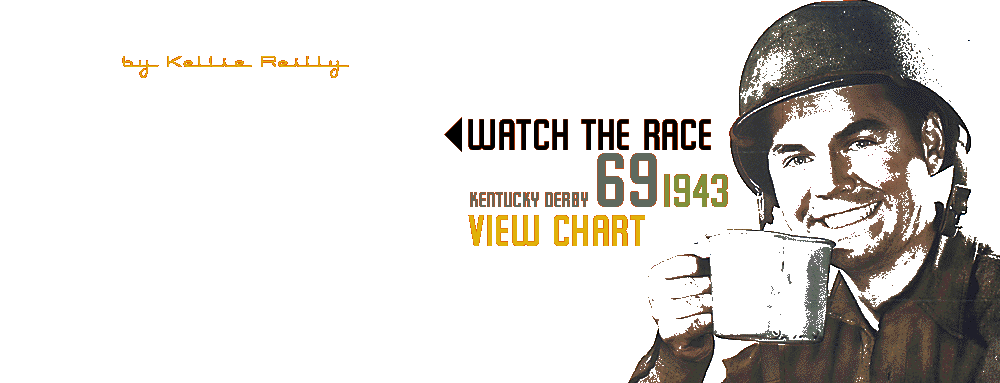 by Kellie Reilly
WATCH THE RACE
KENTUCKY DERBY 69 1943
VIEW CHART